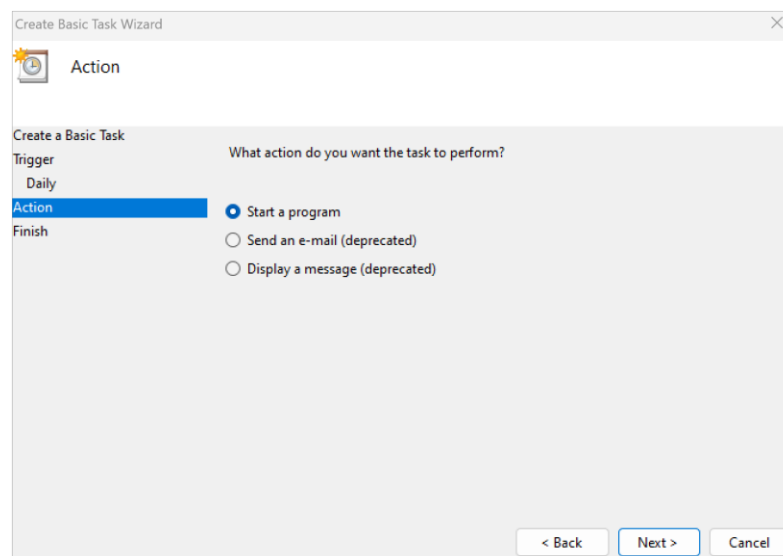 Create Basic Task Wizard
Action
Create a Basic Task
Trigger
Daily
Action
Finish
What action do you want the task to perform?
Start a program
Send an e-mail (deprecated)
Display a message (deprecated)
< Back
Next >
Cancel